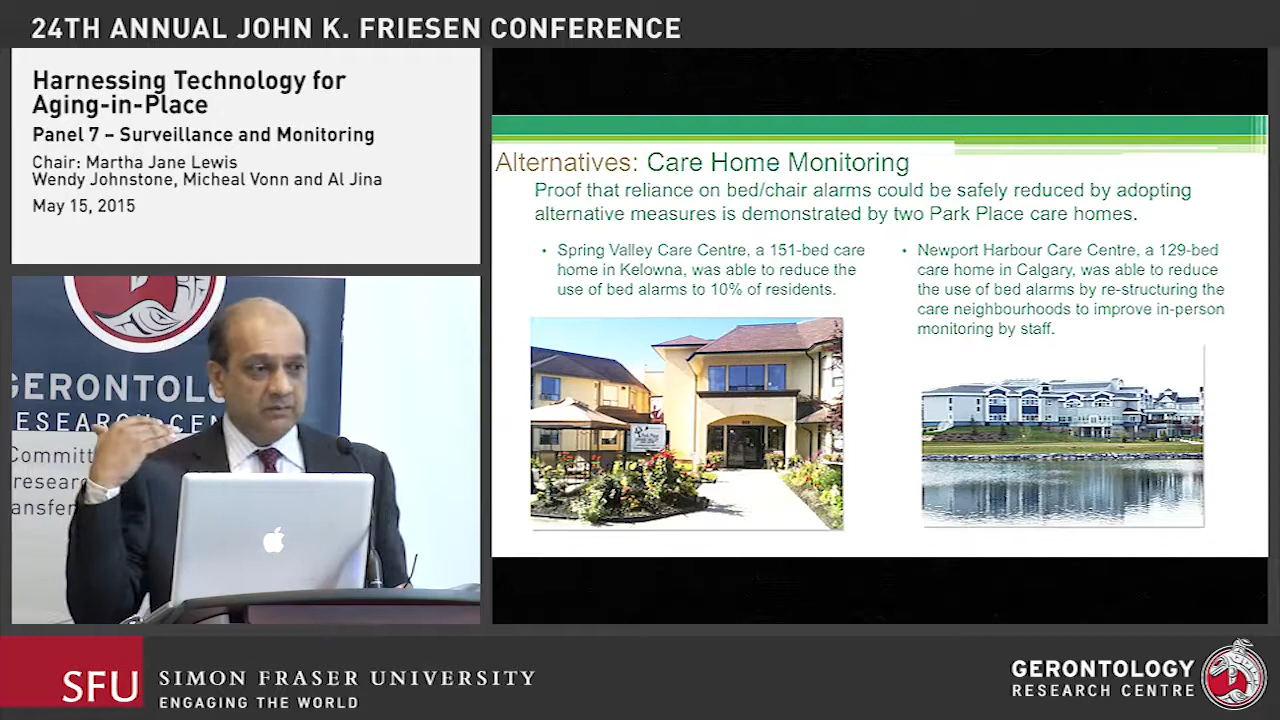 24TH ANNUAL JOHN K. FRIESEN CONFERENCE
Harnessing Technology for
Aging-in-Place
Panel 7 – Surveillance and Monitoring
Chair: Martha Jane Lewis
Wendy Johnstone, Micheal Vonn and Al Jina
May 15, 2015
Alternatives: Care Home Monitoring
Proof that reliance on bed/chair alarms could be safely reduced by adopting
alternative measures is demonstrated by two Park Place care homes.
• Spring Valley Care Centre, a 151-bed care
home in Kelowna, was able to reduce the
use of bed alarms to 10% of residents.
• Newport Harbour Care Centre, a 129-bed
care home in Calgary, was able to reduce
the use of bed alarms by re-structuring the
care neighbourhoods to improve in-person
monitoring by staff.
GERONTOLO
RESEARCH CEN
Committ
researc
ansfer
SFU SIMON FRASER UNIVERSITY
ENGAGING THE WORLD
GERONTOLOGY
RESEARCH CENTRE